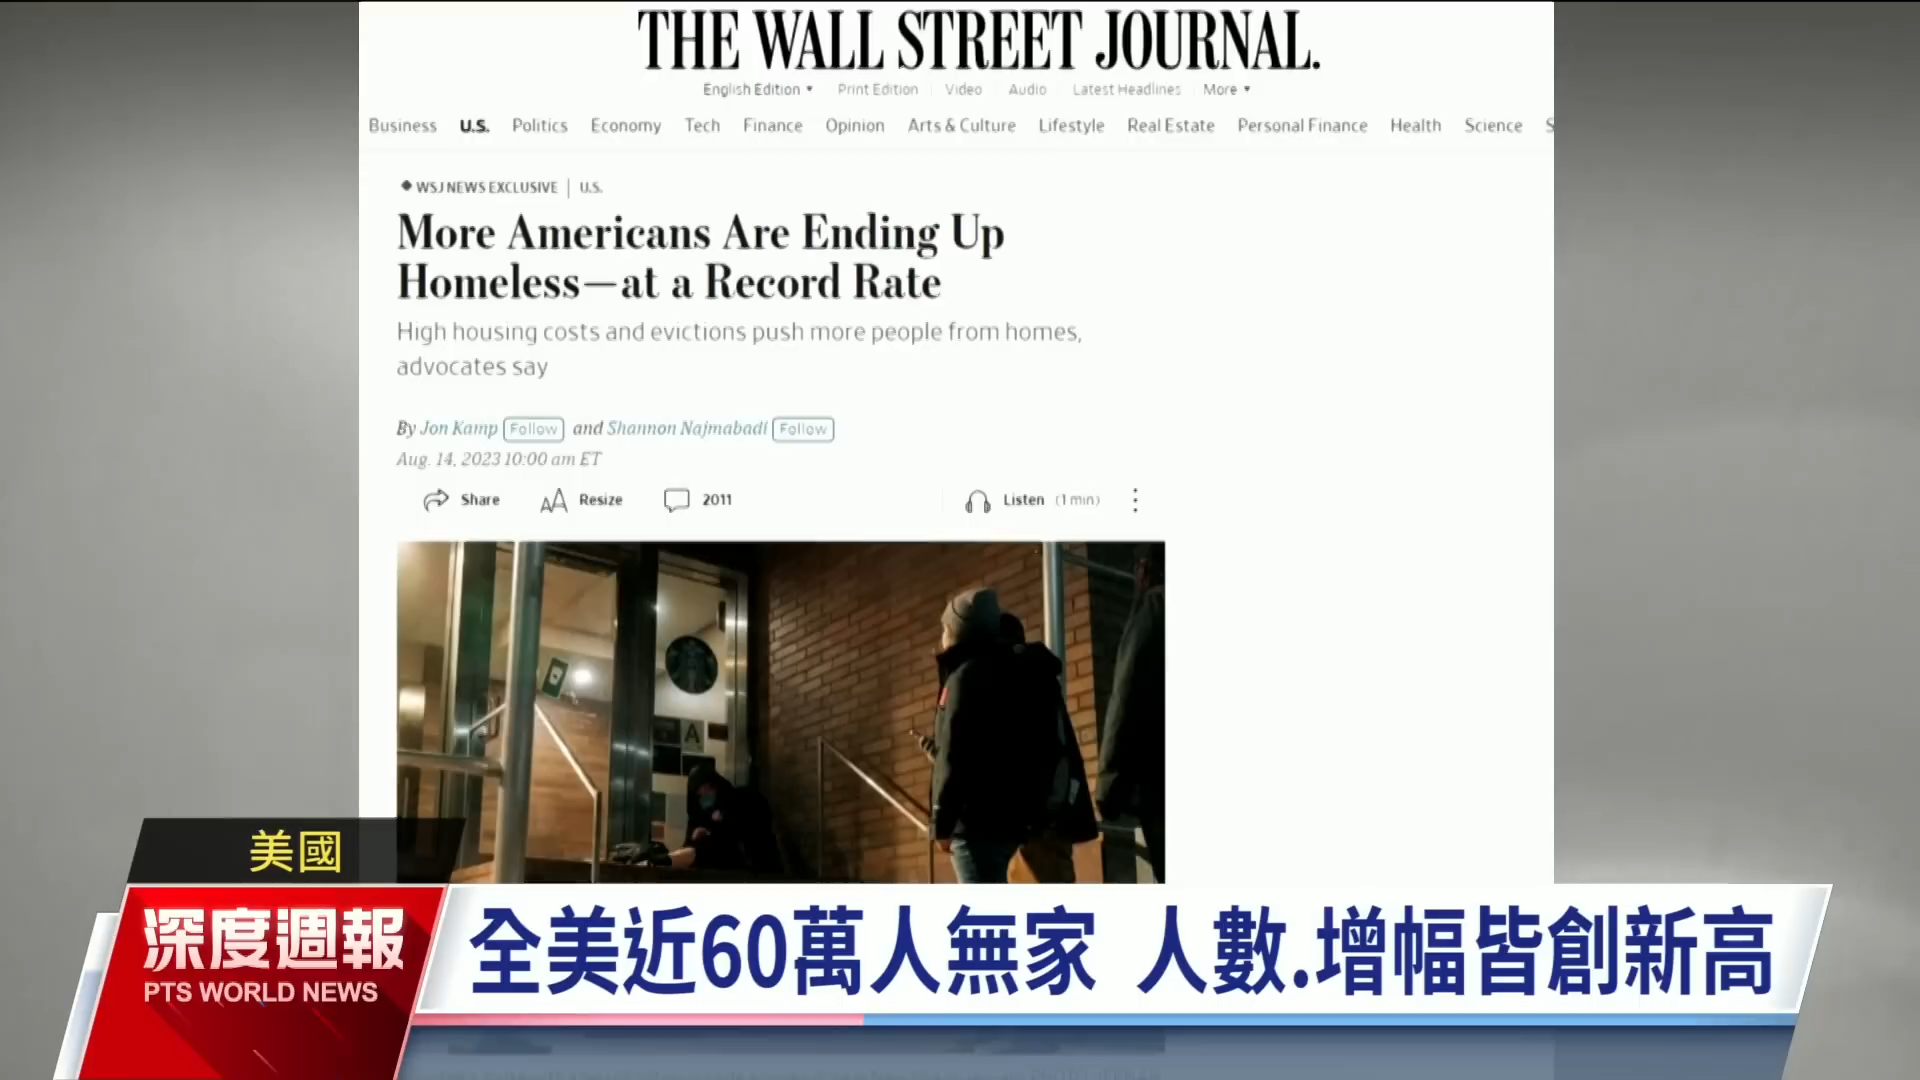 THE WALL STREET JOURNAL.
English Edition Print Edition Video Audio Latest Headlines More
Business U.S. Politics Economy Tech Finance Opinion Arts & Culture Lifestyle Real Estate Personal Finance Health Science S
WSJ NEWS EXCLUSIVE | U.S.
More Americans Are Ending Up
Homeless—at a Record Rate
High housing costs and evictions push more people from homes,
advocates say
By Jon Kamp Follow and Shannon Najmabadi Follow
Aug. 14, 2023 10:00 am ET
Share Resize 2011 Listen (1 min)
A
美國
深度週報
PTS WORLD NEWS
全美近60萬人無家 人數.增幅皆創新高